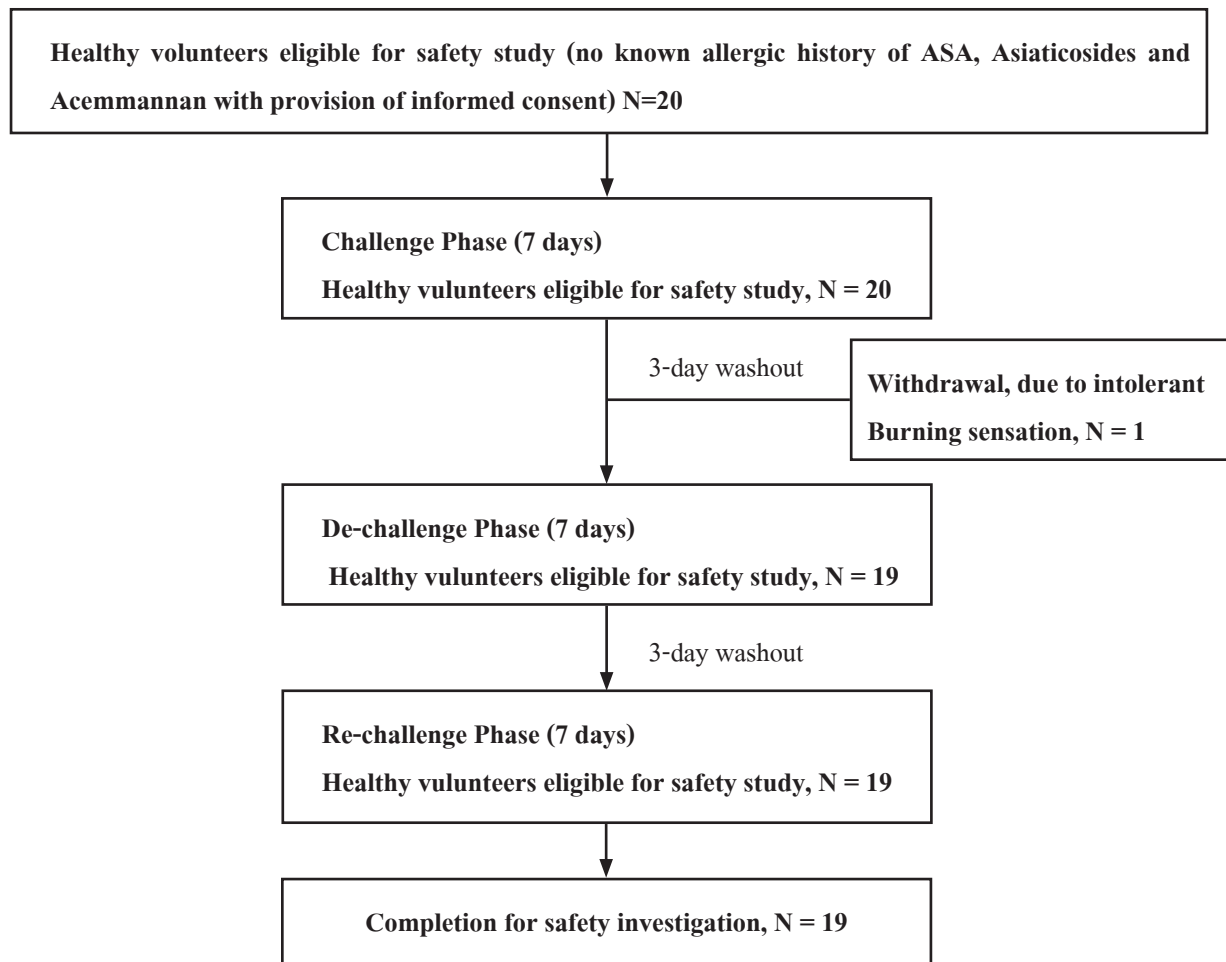 Healthy volunteers eligible for safety study (no known allergic history of ASA, Asiaticosides and
Acemmannan with provision of informed consent) N=20
Challenge Phase (7 days)
Healthy vulunteers eligible for safety study, N = 20
3-day washout
Withdrawal, due to intolerant
Burning sensation, N = 1
De-challenge Phase (7 days)
Healthy vulunteers eligible for safety study, N = 19
3-day washout
Re-challenge Phase (7 days)
Healthy vulunteers eligible for safety study, N = 19
Completion for safety investigation, N = 19